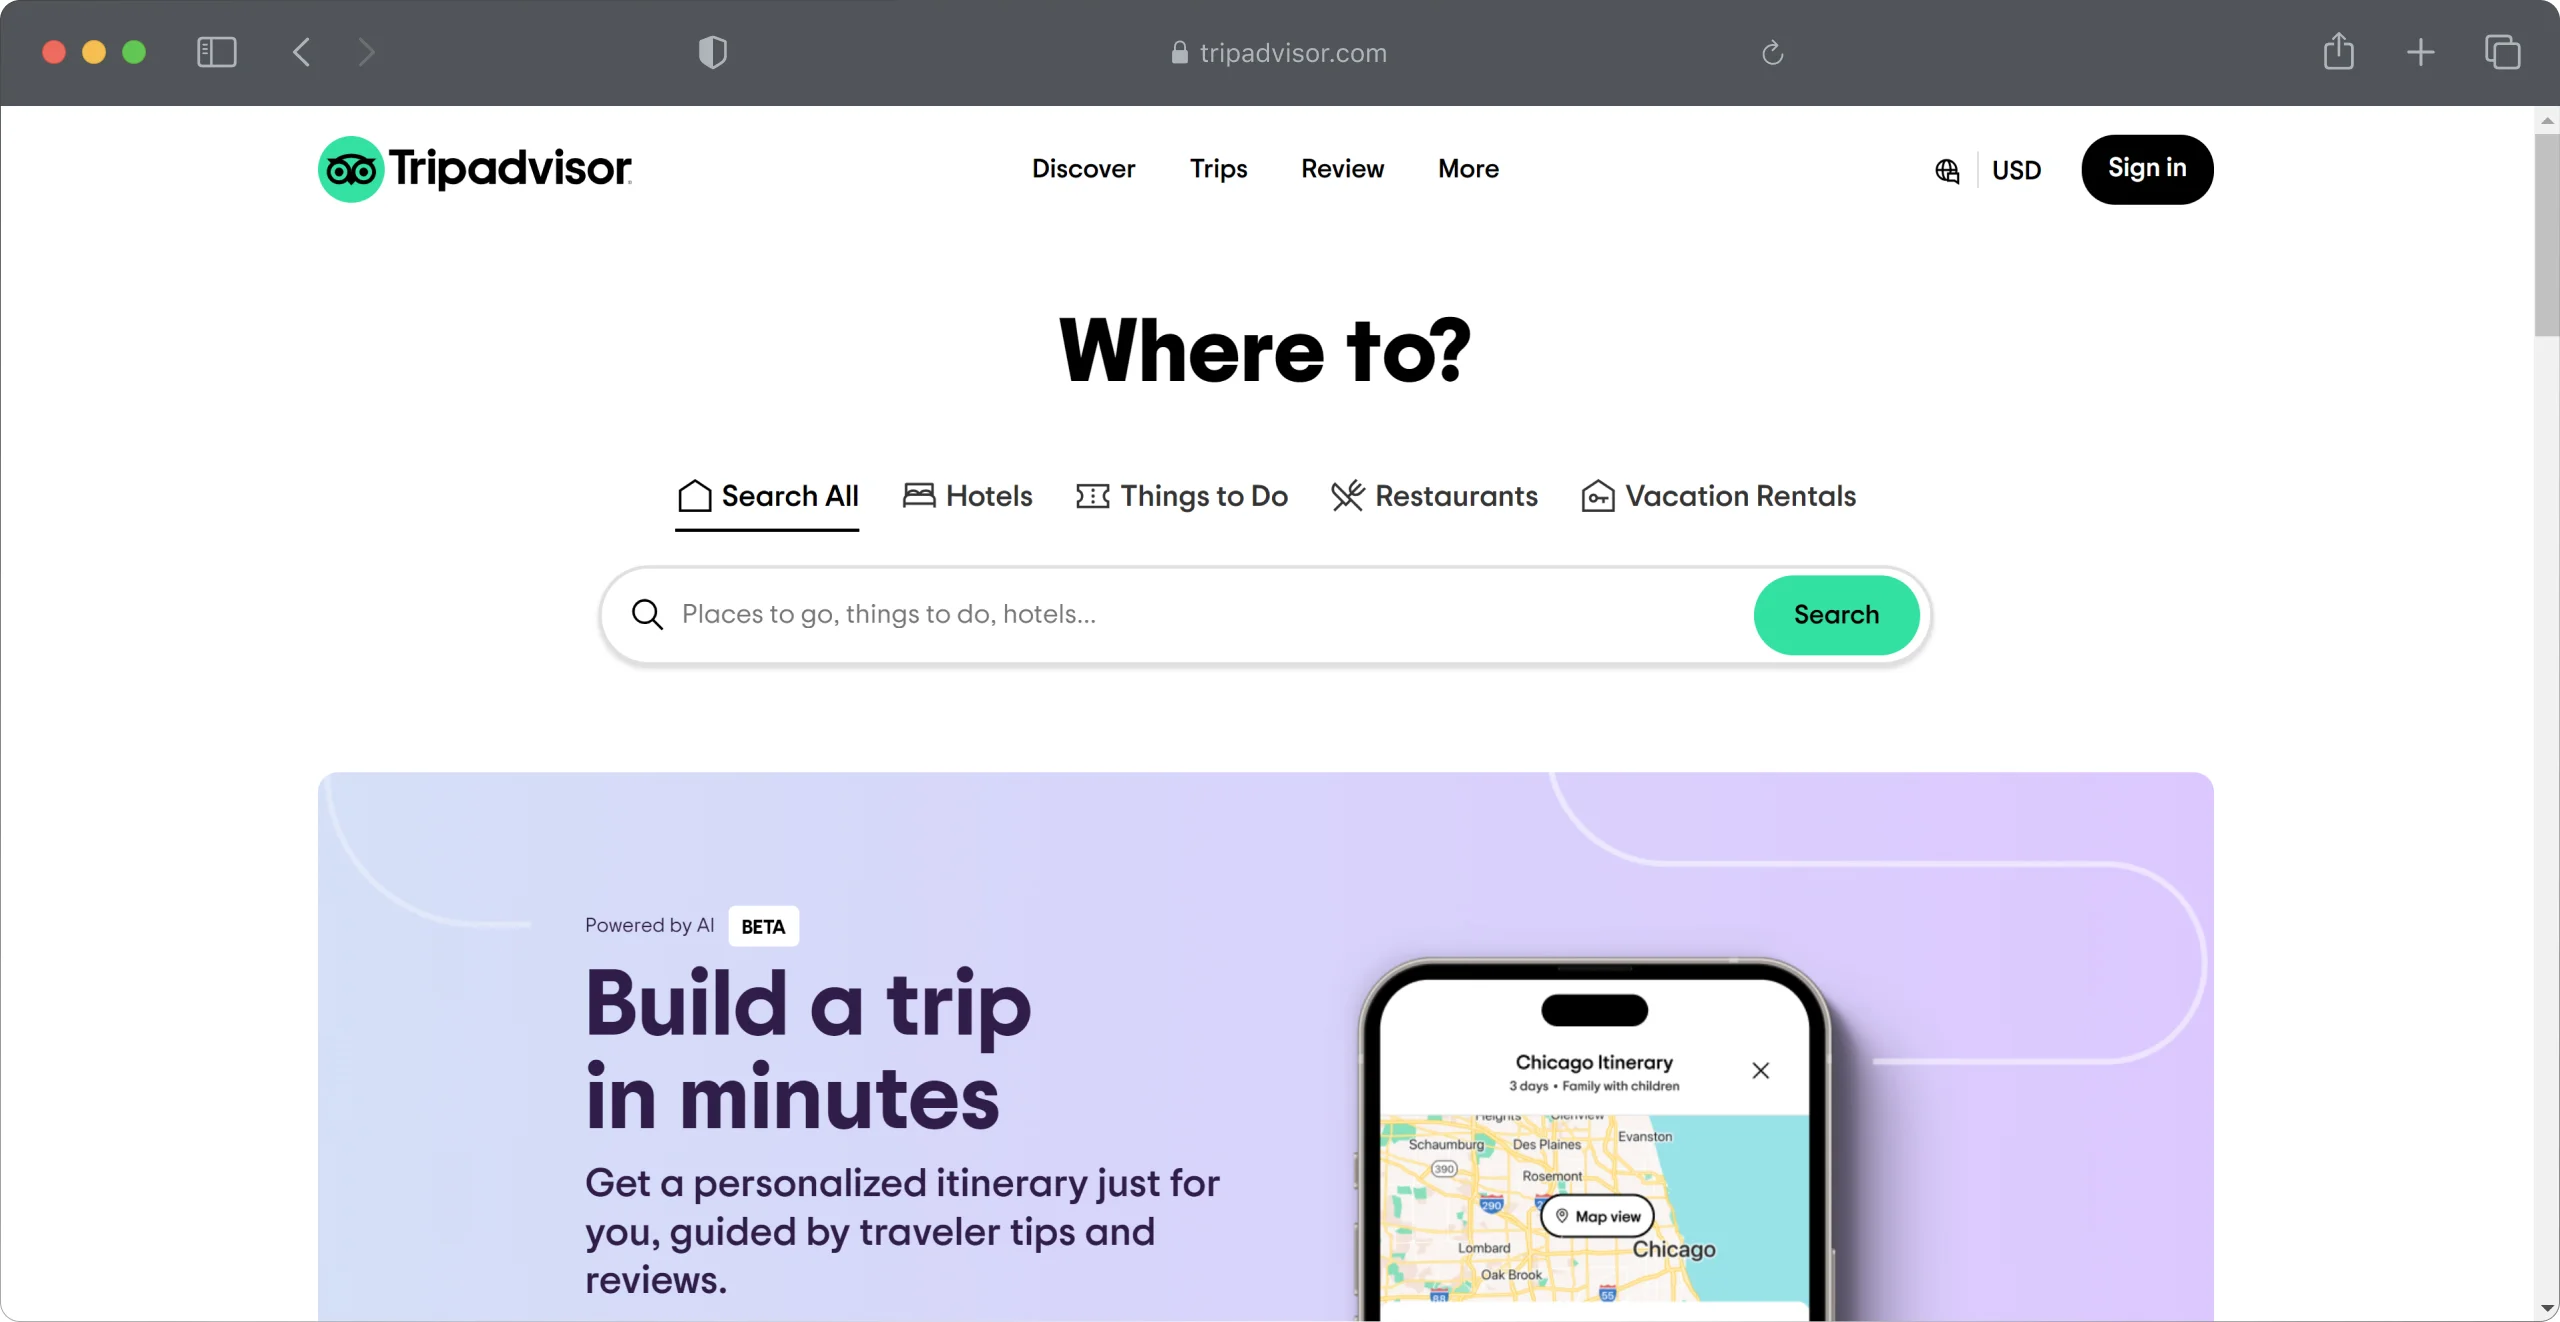 tripadvisor.com
Tripadvisor
Discover Trips Review More
USD Sign in
Where to?
Search All Hotels Things to Do Restaurants Vacation Rentals
Places to go, things to do, hotels... Search
Powered by AI BETA
Build a trip
in minutes
Get a personalized itinerary just for
you, guided by traveler tips and
reviews.
Chicago Itinerary
3 days • Family with children
Heights Glenview
Schaumburg Des Plaines Evanston
390
Rosemont
290
Map view
Lombard Chicago
Oak Brook
88 55